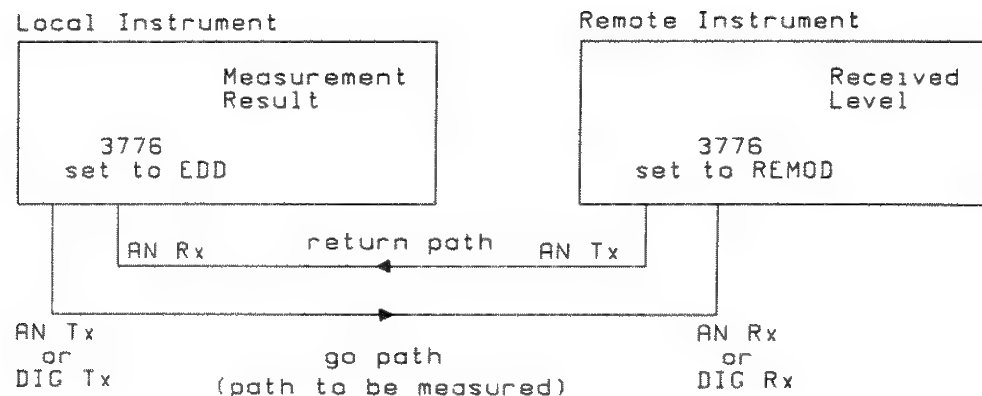 Local Instrument
Measurement
Result
3776
set to EDD
Remote Instrument
Received
Level
3776
set to REMOD
AN Rx
return path
AN Tx
AN Tx
or
DIG Tx
go path
(path to be measured)
AN Rx
or
DIG Rx